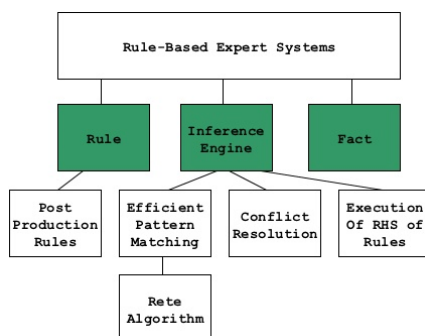 Rule-Based Expert Systems
Rule
Inference
Engine
Fact
Post
Production
Rules
Efficient
Pattern
Matching
Conflict
Resolution
Execution
Of RHS of
Rules
Rete
Algorithm